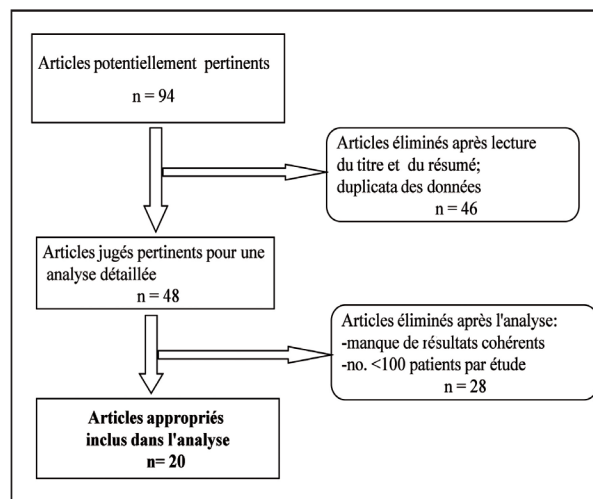 Articles potentiellement pertinents
n = 94
Articles éliminés après lecture
du titre et du résumé;
duplicata des données
n = 46
Articles jugés pertinents pour une
analyse détaillée
n = 48
Articles éliminés après l'analyse:
-manque de résultats cohérents
-no. <100 patients par étude
n = 28
Articles appropriés
inclus dans l'analyse
n= 20